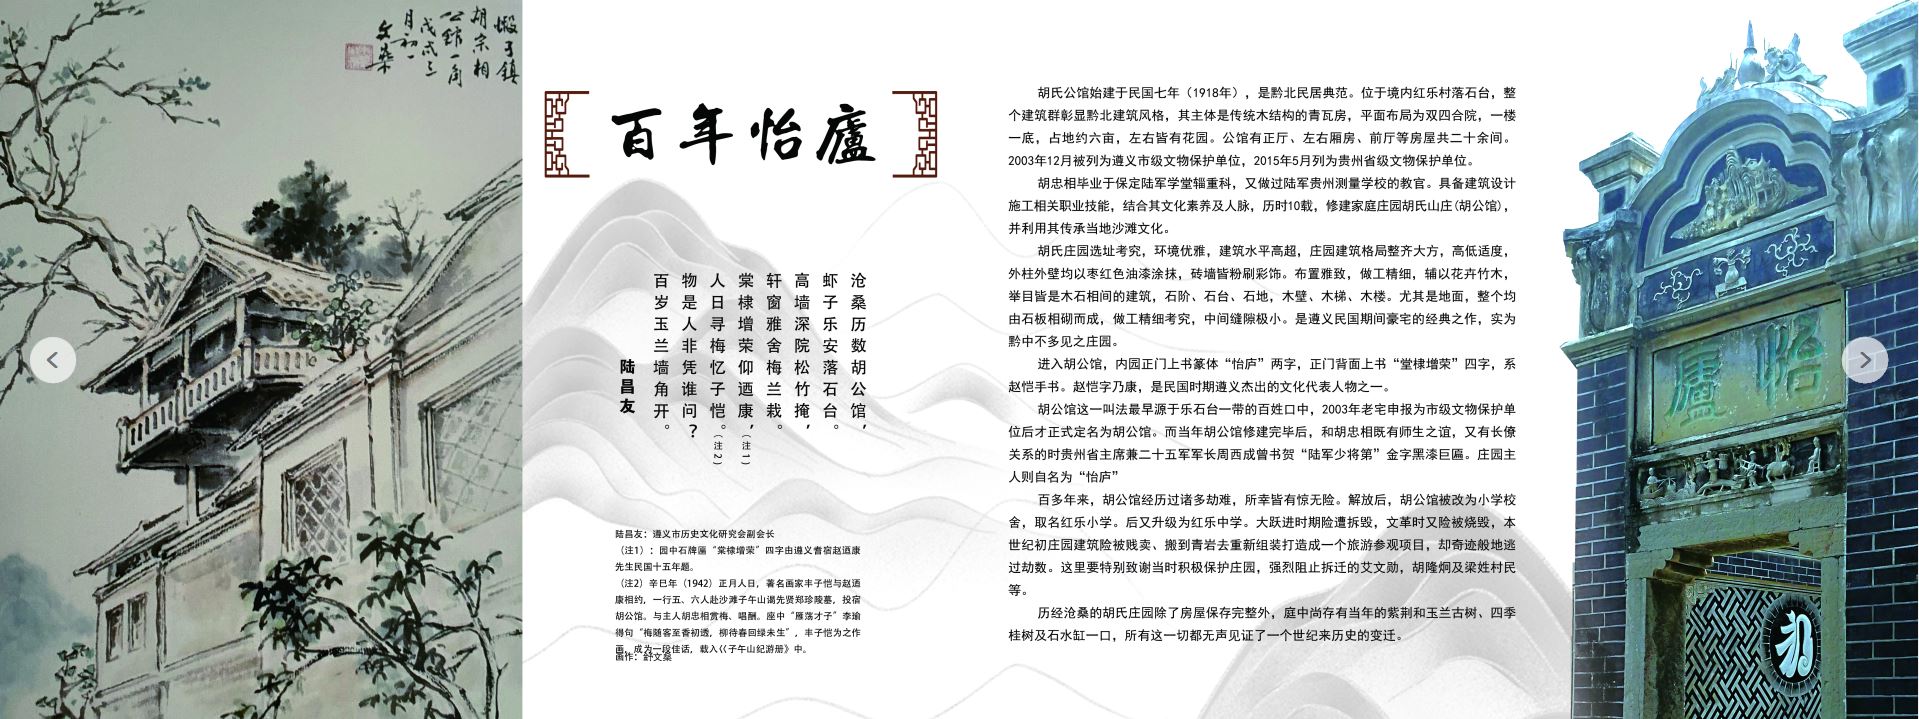 虾子镇
胡宗相
公馆一角
戊戌三
月初一
文燊
百年怡廬
沧桑历数胡公馆，
虾子乐安落石台。
高墙深院松竹掩，
轩窗雅舍梅兰栽。
棠棣增荣仰迺康，（注1）
人日寻梅忆子恺。（注2）
物是人非凭谁问？
百岁玉兰墙角开。
陆昌友
陆昌友：遵义市历史文化研究会副会长
（注1）：园中石牌匾“棠棣增荣”四字由遵义耆宿赵迺康
先生民国十五年题。
（注2）辛巳年（1942）正月人日，著名画家丰子恺与赵迺
康相约，一行五、六人赴沙滩子午山谒先贤郑珍陵墓，投宿
胡公馆。与主人胡忠相赏梅、唱酬。座中“雁荡才子”李瑜
得句“梅随客至香初透，柳待春回绿未生”，丰子恺为之作
画，成为一段佳话，载入《《子午山纪游册》中。
画作：舒文燊
胡氏公馆始建于民国七年（1918年），是黔北民居典范。位于境内红乐村落石台，整
个建筑群彰显黔北建筑风格，其主体是传统木结构的青瓦房，平面布局为双四合院，一楼
一底，占地约六亩，左右皆有花园。公馆有正厅、左右厢房、前厅等房屋共二十余间。
2003年12月被列为遵义市级文物保护单位，2015年5月列为贵州省级文物保护单位。
胡忠相毕业于保定陆军学堂辎重科，又做过陆军贵州测量学校的教官。具备建筑设计
施工相关职业技能，结合其文化素养及人脉，历时10载，修建家庭庄园胡氏山庄(胡公馆)，
并利用其传承当地沙滩文化。
胡氏庄园选址考究，环境优雅，建筑水平高超，庄园建筑格局整齐大方，高低适度，
外柱外壁均以枣红色油漆涂抹，砖墙皆粉刷彩饰。布置雅致，做工精细，辅以花卉竹木，
举目皆是木石相间的建筑，石阶、石台、石地，木壁、木梯、木楼。尤其是地面，整个均
由石板相砌而成，做工精细考究，中间缝隙极小。是遵义民国期间豪宅的经典之作，实为
黔中不多见之庄园。
进入胡公馆，内园正门上书篆体“怡庐”两字，正门背面上书“堂棣增荣”四字，系
赵恺手书。赵恺字乃康，是民国时期遵义杰出的文化代表人物之一。
胡公馆这一叫法最早源于乐石台一带的百姓口中，2003年老宅申报为市级文物保护单
位后才正式定名为胡公馆。而当年胡公馆修建完毕后，和胡忠相既有师生之谊，又有长僚
关系的时贵州省主席兼二十五军军长周西成曾书贺“陆军少将第”金字黑漆巨匾。庄园主
人则自名为“怡庐”
百多年来，胡公馆经历过诸多劫难，所幸皆有惊无险。解放后，胡公馆被改为小学校
舍，取名红乐小学。后又升级为红乐中学。大跃进时期险遭拆毁，文革时又险被烧毁，本
世纪初庄园建筑险被贱卖、搬到青岩去重新组装打造成一个旅游参观项目，却奇迹般地逃
过劫数。这里要特别致谢当时积极保护庄园，强烈阻止拆迁的艾文勋，胡隆炯及梁姓村民
等。
历经沧桑的胡氏庄园除了房屋保存完整外，庭中尚存有当年的紫荆和玉兰古树、四季
桂树及石水缸一口，所有这一切都无声见证了一个世纪来历史的变迁。
怡廬